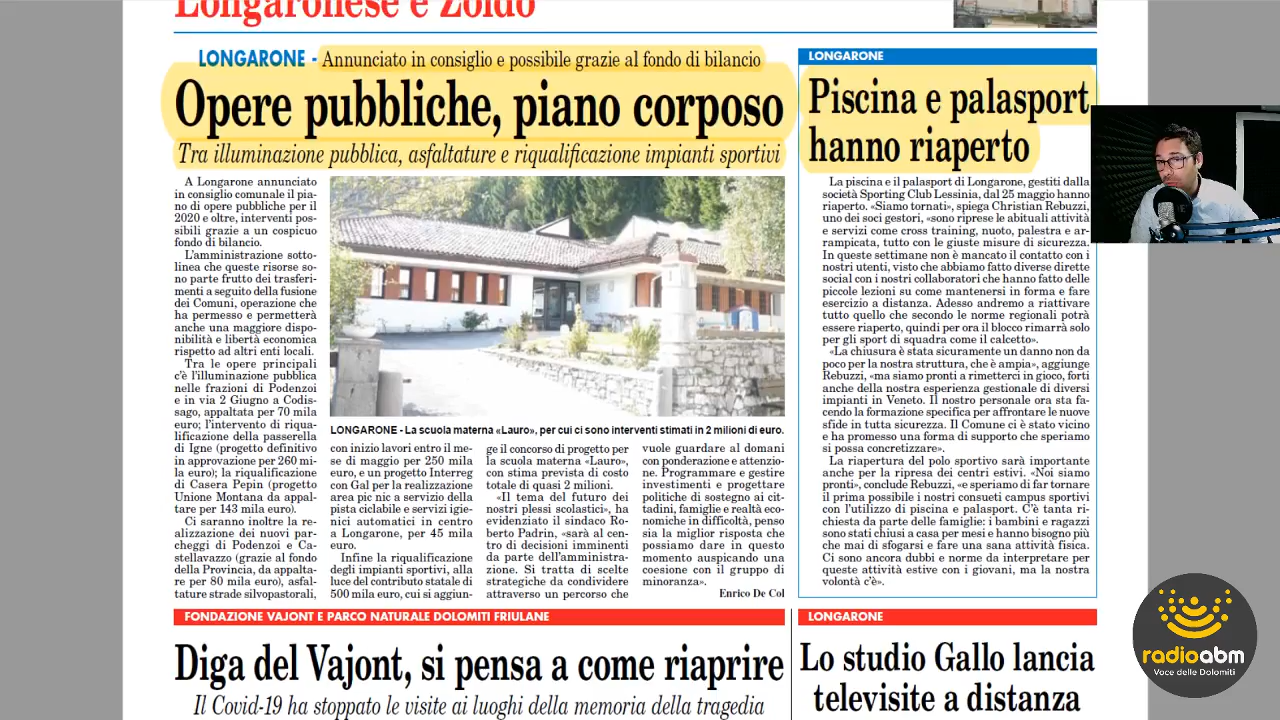 Longaronese e Zoldo
LONGARONE - Annunciato in consiglio e possibile grazie al fondo di bilancio
Opere pubbliche, piano corposo
Tra illuminazione pubblica, asfaltature e riqualificazione impianti sportivi
A Longarone annunciato
in consiglio comunale il pia-
no di opere pubbliche per il
2020 e oltre, interventi pos-
sibili grazie a un cospicuo
fondo di bilancio.
L'amministrazione sotto-
linea che queste risorse so-
no parte frutto dei trasferi-
menti a seguito della fusione
dei Comuni, operazione che
ha permesso e permetterà
anche una maggiore dispo-
nibilità e libertà economica
rispetto ad altri enti locali.
Tra le opere principali
c'è l'illuminazione pubblica
nelle frazioni di Podenzoi
e in via 2 Giugno a Codis-
sago, appaltata per 70 mila
euro; l'intervento di riqua-
lificazione della passerella
di Igne (progetto definitivo
in approvazione per 260 mi-
la euro); la riqualificazione
di Casera Pepin (progetto
Unione Montana da appal-
tare per 143 mila euro).
Ci saranno inoltre la re-
alizzazione dei nuovi par-
cheggi di Podenzoi e Ca-
stellavazzo (grazie al fondo
della Provincia, da appalta-
re per 80 mila euro), asfal-
tature strade silvopastorali,
LONGARONE - La scuola materna «Lauro», per cui ci sono interventi stimati in 2 milioni di euro.
con inizio lavori entro il me-
se di maggio per 250 mila
euro, e un progetto Interreg
con Gal per la realizzazione
area pic nic a servizio della
pista ciclabile e servizi igie-
nici automatici in centro
a Longarone, per 45 mila
euro.
Infine la riqualificazione
degli impianti sportivi, alla
luce del contributo statale di
500 mila euro, cui si aggiun-
ge il concorso di progetto per
la scuola materna «Lauro»,
con stima prevista di costo
totale di quasi 2 milioni.
«Il tema del futuro dei
nostri plessi scolastici», ha
evidenziato il sindaco Ro-
berto Padrin, «sarà al cen-
tro di decisioni imminenti
da parte dell'amministra-
zione. Si tratta di scelte
strategiche da condividere
attraverso un percorso che
vuole guardare al domani
con ponderazione e attenzio-
ne. Programmare e gestire
investimenti e progettare
politiche di sostegno ai cit-
tadini, famiglie e realtà eco-
nomiche in difficoltà, penso
sia la miglior risposta che
possiamo dare in questo
momento auspicando una
coesione con il gruppo di
minoranza».
Enrico De Col
LONGARONE
Piscina e palasport
hanno riaperto
La piscina e il palasport di Longarone, gestiti dalla
società Sporting Club Lessinia, dal 25 maggio hanno
riaperto. «Siamo tornati», spiega Christian Rebuzzi,
uno dei soci gestori, «sono riprese le abituali attività
e servizi come cross training, nuoto, palestra e ar-
rampicata, tutto con le giuste misure di sicurezza.
In queste settimane non è mancato il contatto con i
nostri utenti, visto che abbiamo fatto diverse dirette
social con i nostri collaboratori che hanno fatto delle
piccole lezioni su come mantenersi in forma e fare
esercizio a distanza. Adesso andremo a riattivare
tutto quello che secondo le norme regionali potrà
essere riaperto, quindi per ora il blocco rimarrà solo
per gli sport di squadra come il calcetto».
«La chiusura è stata sicuramente un danno non da
poco per la nostra struttura, che è ampia», aggiunge
Rebuzzi, «ma siamo pronti a rimetterci in gioco, forti
anche della nostra esperienza gestionale di diversi
impianti in Veneto. Il nostro personale ora sta fa-
cendo la formazione specifica per affrontare le nuove
sfide in tutta sicurezza. Il Comune ci è stato vicino
e ha promesso una forma di supporto che speriamo
si possa concretizzare».
La riapertura del polo sportivo sarà importante
anche per la ripresa dei centri estivi. «Noi siamo
pronti», conclude Rebuzzi, «e speriamo di far tornare
il prima possibile i nostri consueti campus sportivi
con l'utilizzo di piscina e palasport. C'è tanta ri-
chiesta da parte delle famiglie: i bambini e ragazzi
sono stati chiusi a casa per mesi e hanno bisogno più
che mai di sfogarsi e fare una sana attività fisica.
Ci sono ancora dubbi e norme da interpretare per
queste attività estive con i giovani, ma la nostra
volontà c'è».
FONDAZIONE VAJONT E PARCO NATURALE DOLOMITI FRIULANE
Diga del Vajont, si pensa a come riaprire
Il Covid-19 ha stoppato le visite ai luoghi della memoria della tragedia
LONGARONE
Lo studio Gallo lancia
televisite a distanza
radioabm
Voce delle Dolomiti